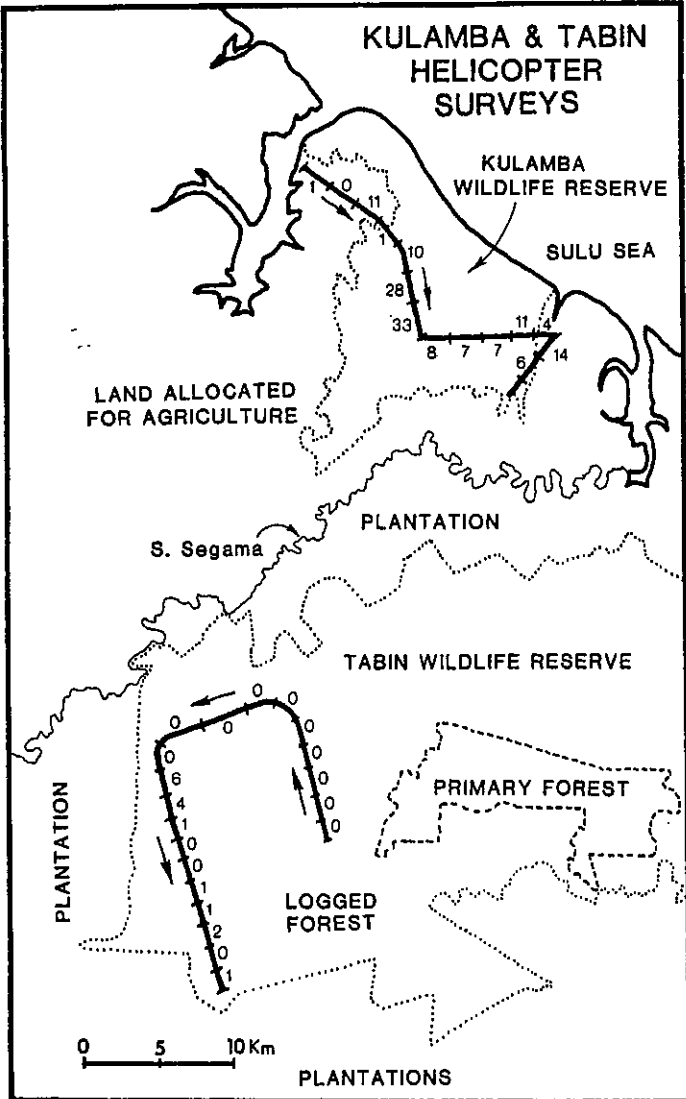 KULAMBA & TABIN
HELICOPTER
SURVEYS
KULAMBA
WILDLIFE RESERVE
SULU SEA
1
0
11
1
10
28
33
8
7
7
11
4
14
6
LAND ALLOCATED
FOR AGRICULTURE
PLANTATION
S. Segama
TABIN WILDLIFE RESERVE
0
0
0
0
0
0
0
0
0
0
6
4
1
0
0
1
1
2
0
1
PRIMARY FOREST
PLANTATION
LOGGED
FOREST
0 5 10 Km
PLANTATIONS